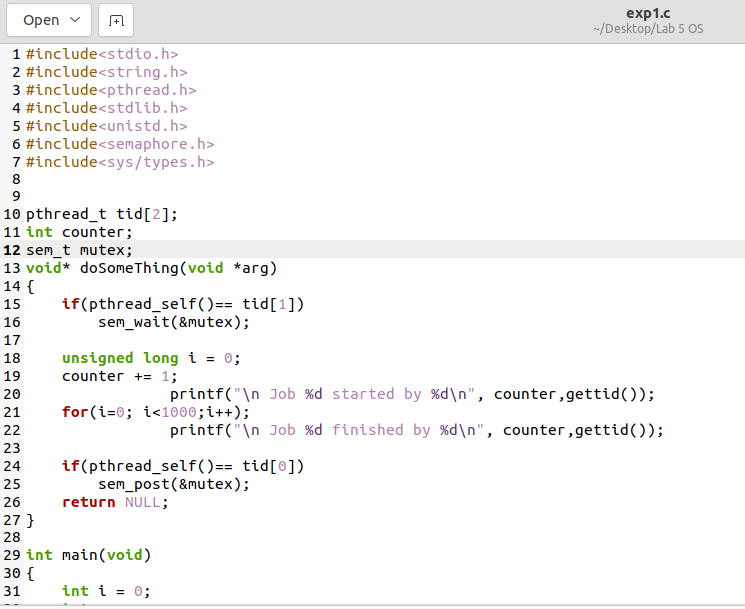 Open
exp1.c
~/Desktop/Lab 5 OS
1 #include<stdio.h>
2 #include<string.h>
3 #include<pthread.h>
4 #include<stdlib.h>
5 #include<unistd.h>
6 #include<semaphore.h>
7 #include<sys/types.h>
8
9
10 pthread_t tid[2];
11 int counter;
12 sem_t mutex;
13 void* doSomeThing(void *arg)
14 {
15     if(pthread_self()== tid[1])
16         sem_wait(&mutex);
17
18     unsigned long i = 0;
19     counter += 1;
20                 printf("\n Job %d started by %d\n", counter,gettid());
21     for(i=0; i<1000;i++);
22                 printf("\n Job %d finished by %d\n", counter,gettid());
23
24     if(pthread_self()== tid[0])
25         sem_post(&mutex);
26     return NULL;
27 }
28
29 int main(void)
30 {
31     int i = 0;